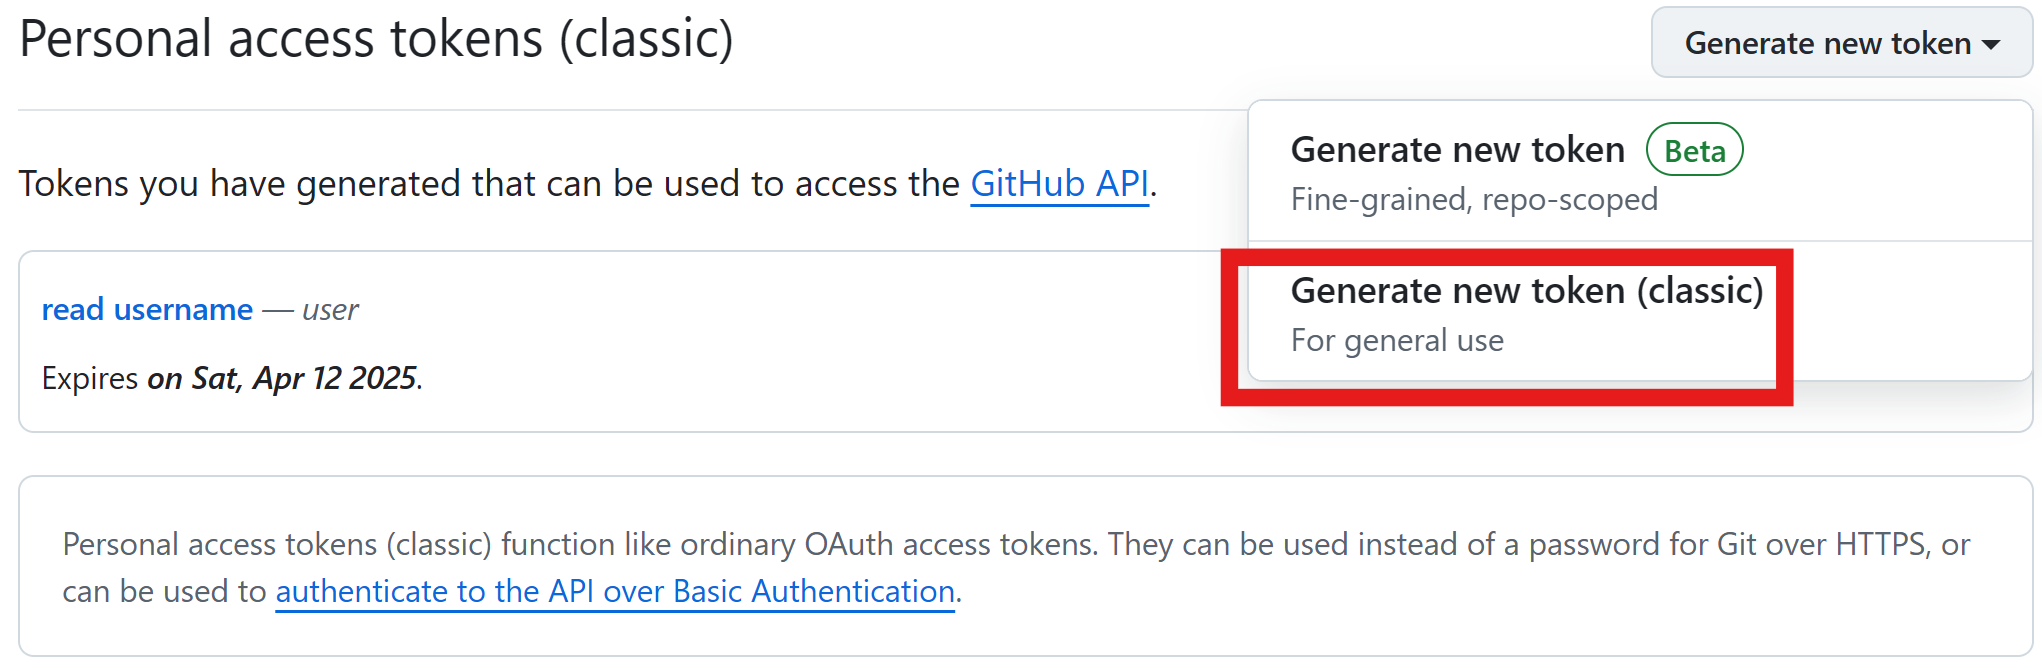 Personal access tokens (classic)
Generate new token
Generate new token Beta
Fine-grained, repo-scoped
Generate new token (classic)
For general use
Tokens you have generated that can be used to access the GitHub API.
read username — user
Expires on Sat, Apr 12 2025.
Personal access tokens (classic) function like ordinary OAuth access tokens. They can be used instead of a password for Git over HTTPS, or
can be used to authenticate to the API over Basic Authentication.